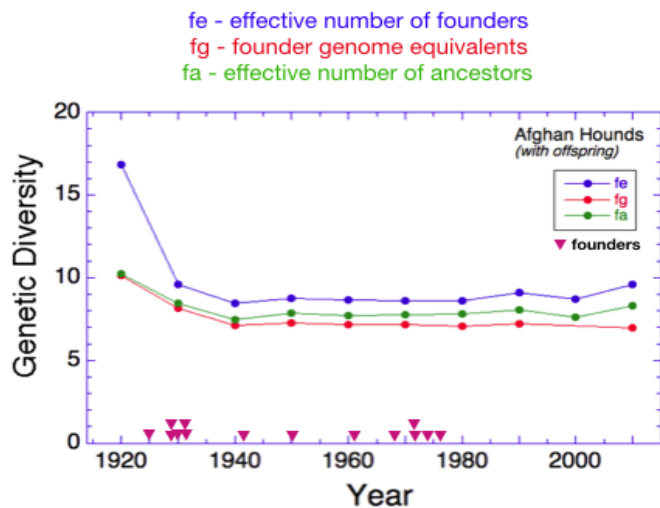 fe - effective number of founders
fg - founder genome equivalents
fa - effective number of ancestors
20
15
10
5
0
Genetic Diversity
Afghan Hounds
(with offspring)
fe
fg
fa
founders
1920 1940 1960 1980 2000
Year